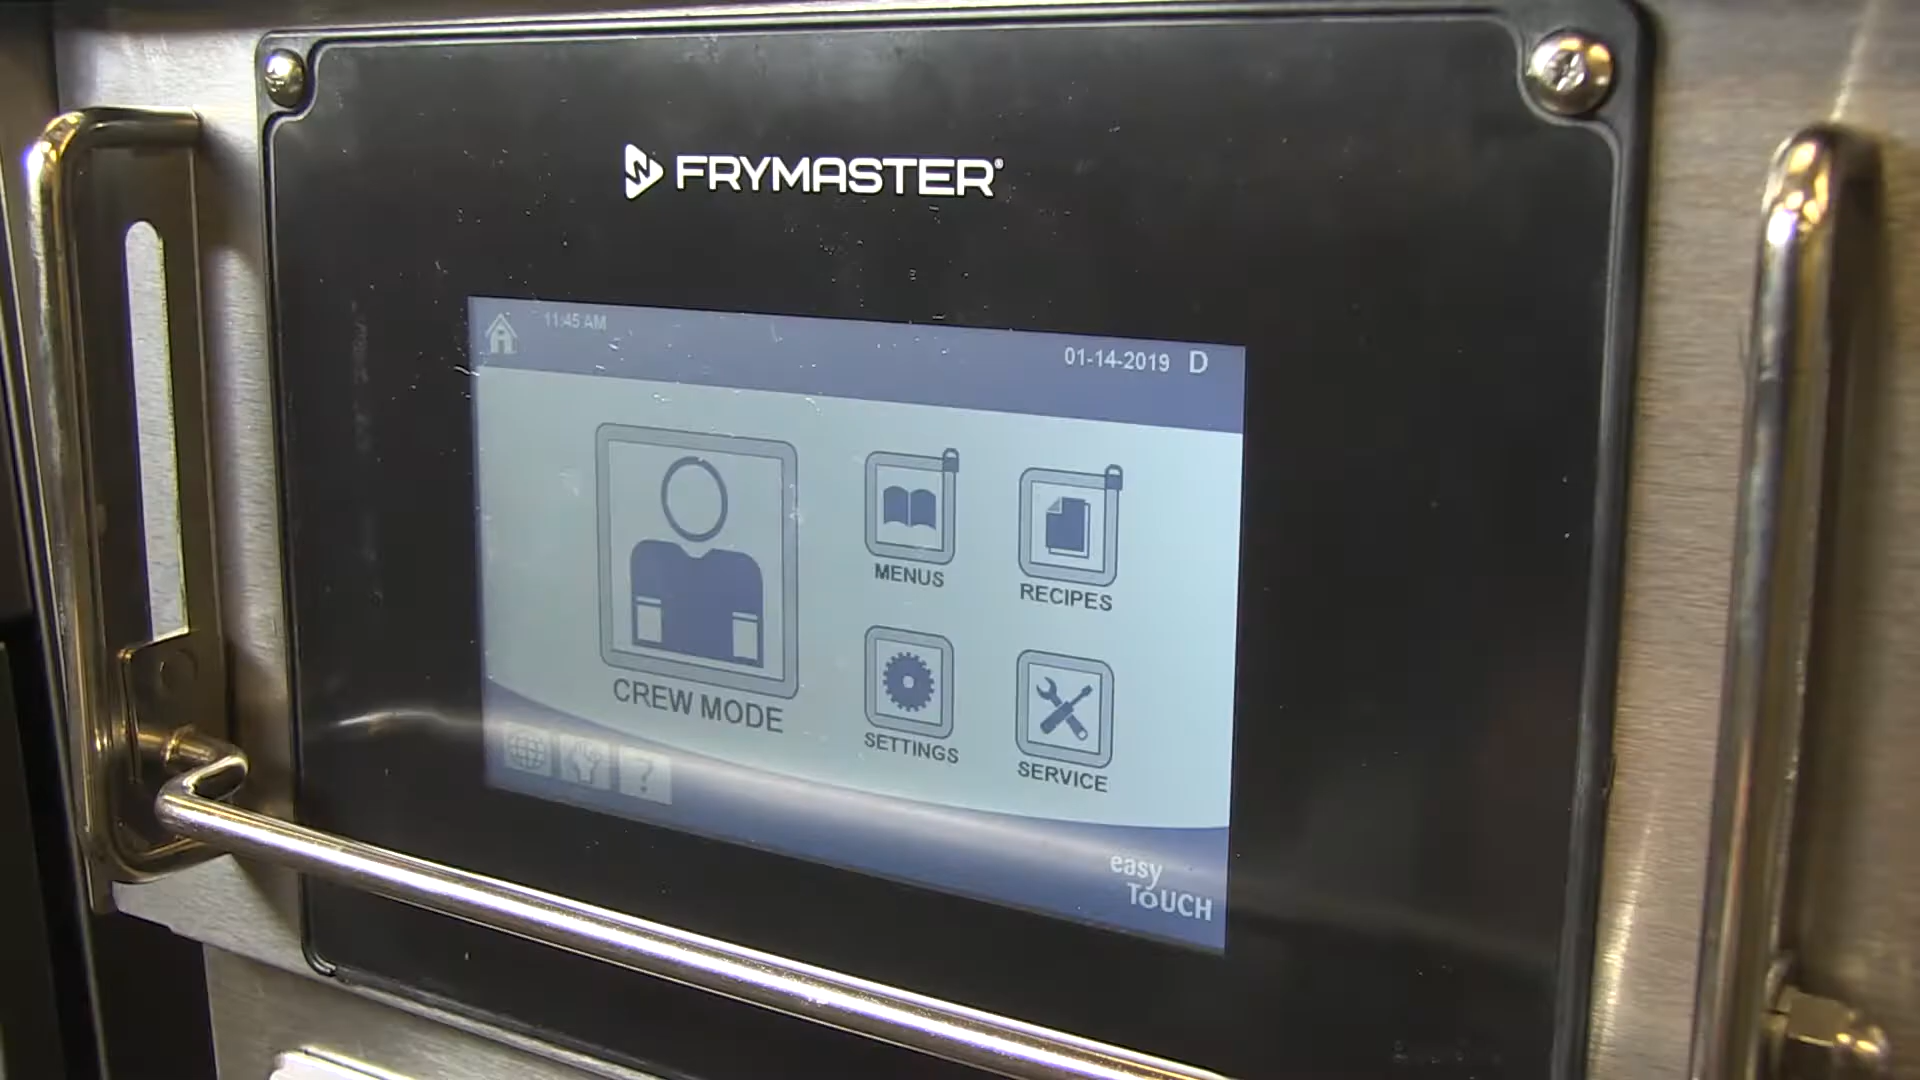 FRYMASTER®
11:45 AM
01-14-2019 D
MENUS
RECIPES
CREW MODE
SETTINGS
SERVICE
?
easy
ToUCH